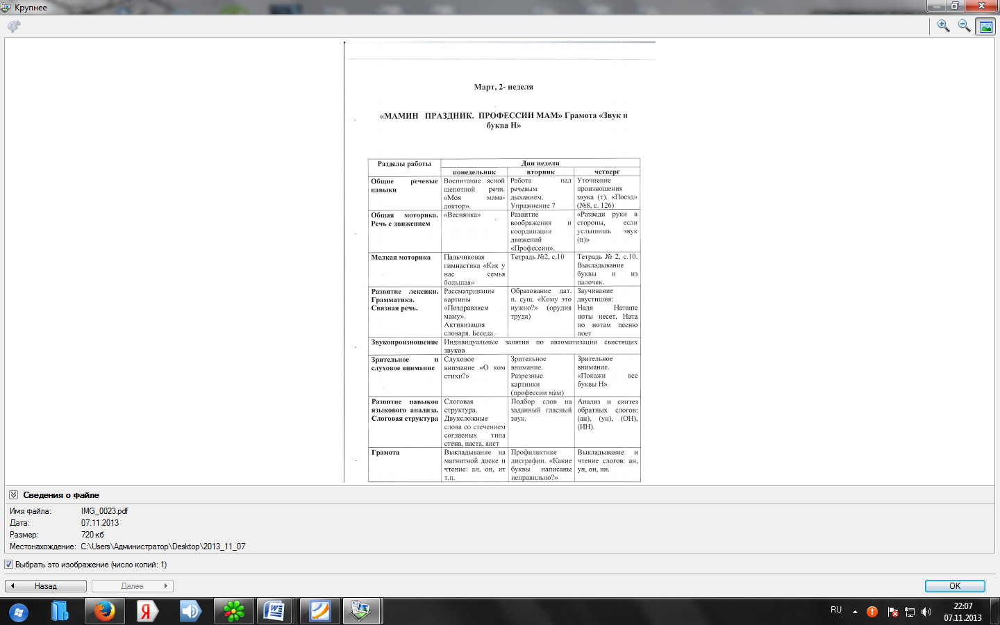 Крупнее
Март, 2- неделя
«МАМИН ПРАЗДНИК. ПРОФЕССИИ МАМ» Грамота «Звук и
буква Н»
Разделы работы
Дни недели
понедельник
вторник
четверг
Общие речевые
навыки
Воспитание ясной
шепотной речи.
«Моя мама-
доктор».
Работа над
речевым
дыханием.
Упражнение 7
Уточнение
произношения
звука (т). «Поезд»
(№8, с. 126)
Общая моторика.
Речь с движением
«Веснянка»
Развитие
воображения и
координации
движений
«Профессии».
«Разведи руки в
стороны, если
услышишь звук
(н)»
Мелкая моторика
Пальчиковая
гимнастика «Как у
нас семья
большая»
Тетрадь №2, с.10
Тетрадь № 2, с.10.
Выкладывание
буквы н из
палочек.
Развитие лексики.
Грамматика.
Связная речь.
Рассматривание
картины
«Поздравляем
маму».
Активизация
словаря. Беседа.
Образование дат.
п. сущ. «Кому это
нужно?» (орудия
труда)
Заучивание
двустишия:
Надя Наташе
ноты несет, Ната
по нотам песню
поет
Звукопроизношение
Индивидуальные занятия по автоматизации свистящих
звуков
Зрительное и
слуховое внимание
Слуховое
внимание «О ком
стихи?»
Зрительное
внимание.
Разрезные
картинки
(профессии мам)
Зрительное
внимание.
«Покажи все
буквы Н»
Развитие навыков
языкового анализа.
Слоговая структура
Слоговая
структура.
Двухсложные
слова со стечением
согласных типа
стена, паста, аист
Подбор слов на
заданный гласный
звук.
Анализ и синтез
обратных слогов:
(ан), (ун), (ОН),
(ИН).
Грамота
Выкладывание на
магнитной доске и
чтение: ан, он, ит
т.п.
Профилактике
дисграфии. «Какие
буквы написаны
неправильно?»
Выкладывание и
чтение слогов: ан,
ун, он, ин.
Сведения о файле
Имя файла: IMG_0023.pdf
Дата: 07.11.2013
Размер: 720 кб
Местонахождение: C:\Users\Администратор\Desktop\2013_11_07
Выбрать это изображение (число копий: 1)
Назад
Далее
OK
RU
22:07
07.11.2013